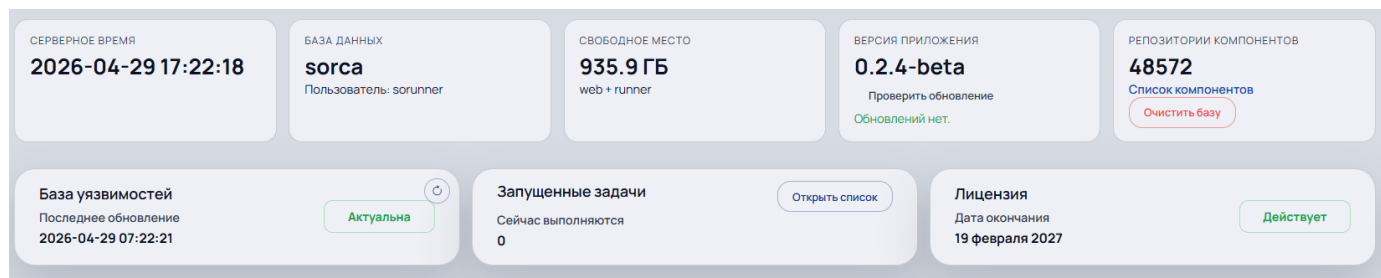 СЕРВЕРНОЕ ВРЕМЯ
2026-04-29 17:22:18
БАЗА ДАННЫХ
sorca
Пользователь: sorunner
СВОБОДНОЕ МЕСТО
935.9 ГБ
web + runner
ВЕРСИЯ ПРИЛОЖЕНИЯ
0.2.4-beta
Проверить обновление
Обновлений нет.
РЕПОЗИТОРИИ КОМПОНЕНТОВ
48572
Список компонентов
Очистить базу
База уязвимостей
Последнее обновление
2026-04-29 07:22:21
Актуальна
Запущенные задачи
Сейчас выполняются
0
Открыть список
Лицензия
Дата окончания
19 февраля 2027
Действует